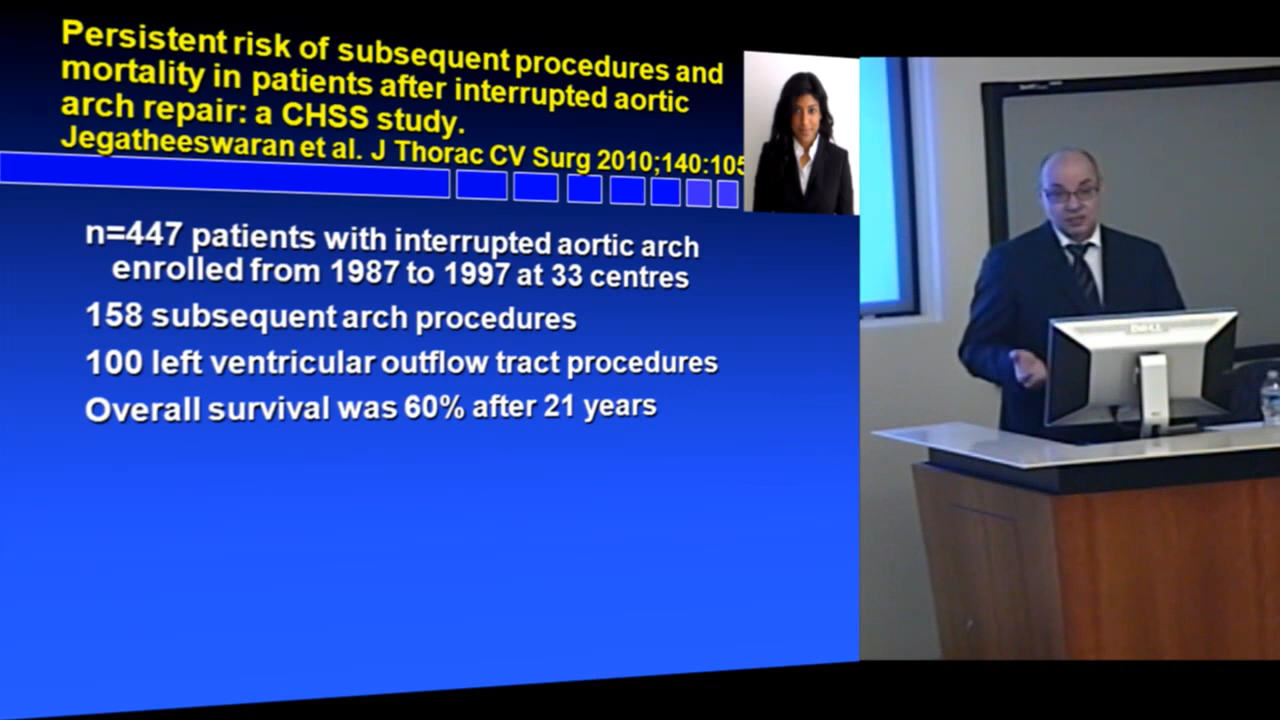 Persistent risk of subsequent procedures and
mortality in patients after interrupted aortic
arch repair: a CHSS study.
Jegatheeswaran et al. J Thorac CV Surg 2010;140:105
n=447 patients with interrupted aortic arch
enrolled from 1987 to 1997 at 33 centres
158 subsequent arch procedures
100 left ventricular outflow tract procedures
Overall survival was 60% after 21 years
DELL